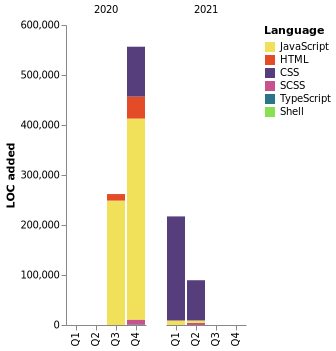 2020 2021
Language
JavaScript
HTML
CSS
SCSS
TypeScript
Shell
LOC added
600,000
500,000
400,000
300,000
200,000
100,000
0
Q1 Q2 Q3 Q4 Q1 Q2 Q3 Q4